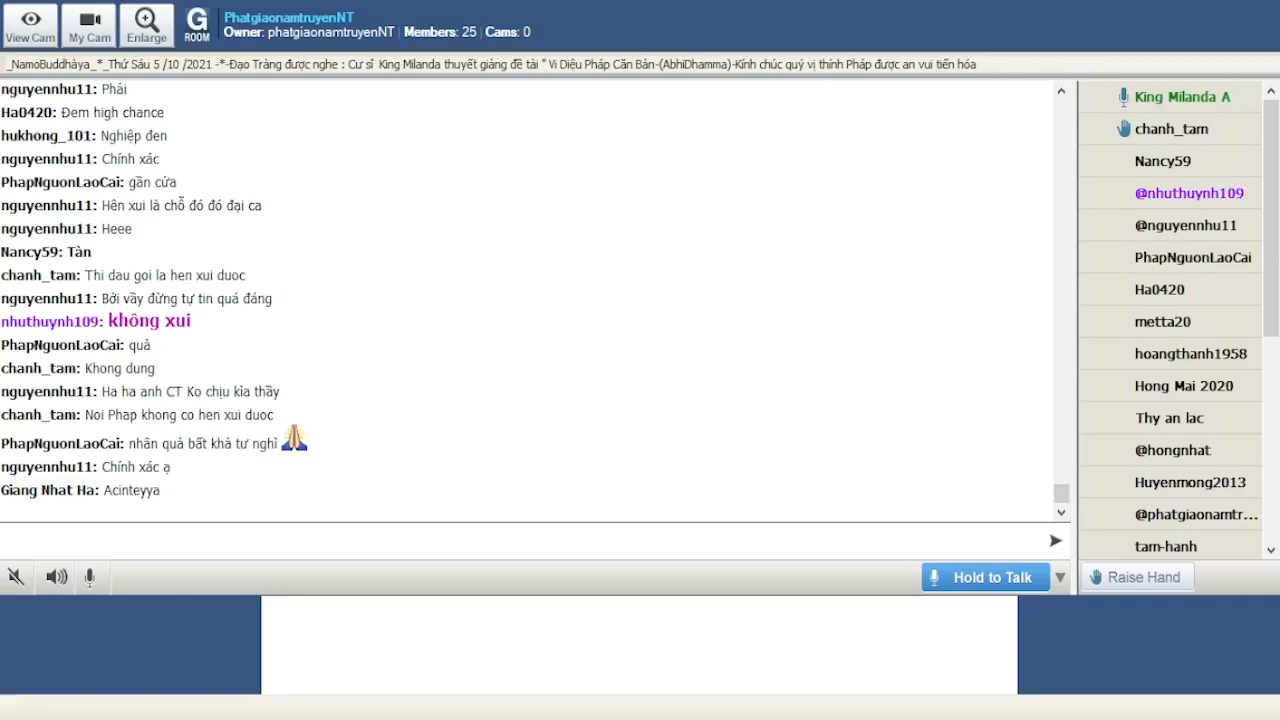 View Cam
My Cam
Enlarge
G
ROOM
PhatgiaonamtruyenNT
Owner: phatgiaonamtruyenNT | Members: 25 | Cams: 0
_NamoBuddhàya_*_Thứ Sáu 5 /10 /2021 -*-Đạo Tràng được nghe : Cư sĩ King Milanda thuyết giảng đề tài " Vi Diệu Pháp Căn Bản-(AbhiDhamma)-Kính chúc quý vị thính Pháp được an vui tiến hóa
nguyennhu11: Phải
Ha0420: Đem high chance
hukhong_101: Nghiệp đen
nguyennhu11: Chính xác
PhapNguonLaoCai: gần cửa
nguyennhu11: Hên xui là chỗ đó đó đại ca
nguyennhu11: Heee
Nancy59: Tàn
chanh_tam: Thi dau goi la hen xui duoc
nguyennhu11: Bởi vầy đừng tự tin quá đáng
nhuthuynh109: không xui
PhapNguonLaoCai: quả
chanh_tam: Khong dung
nguyennhu11: Ha ha anh CT Ko chịu kìa thầy
chanh_tam: Noi Phap khong co hen xui duoc
PhapNguonLaoCai: nhân quả bất khả tư nghì
nguyennhu11: Chính xác ạ
Giang Nhat Ha: Acinteyya
King Milanda A
chanh_tam
Nancy59
@nhuthuynh109
@nguyennhu11
PhapNguonLaoCai
Ha0420
metta20
hoangthanh1958
Hong Mai 2020
Thy an lac
@hongnhat
Huyenmong2013
@phatgiaonamtr...
tam-hanh
Hold to Talk
Raise Hand